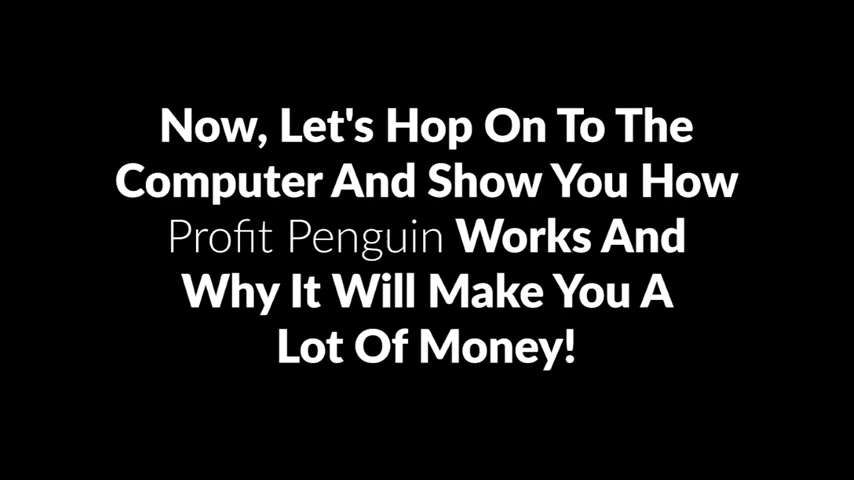 Now, Let's Hop On To The
Computer And Show You How
Profit Penguin Works And
Why It Will Make You A
Lot Of Money!